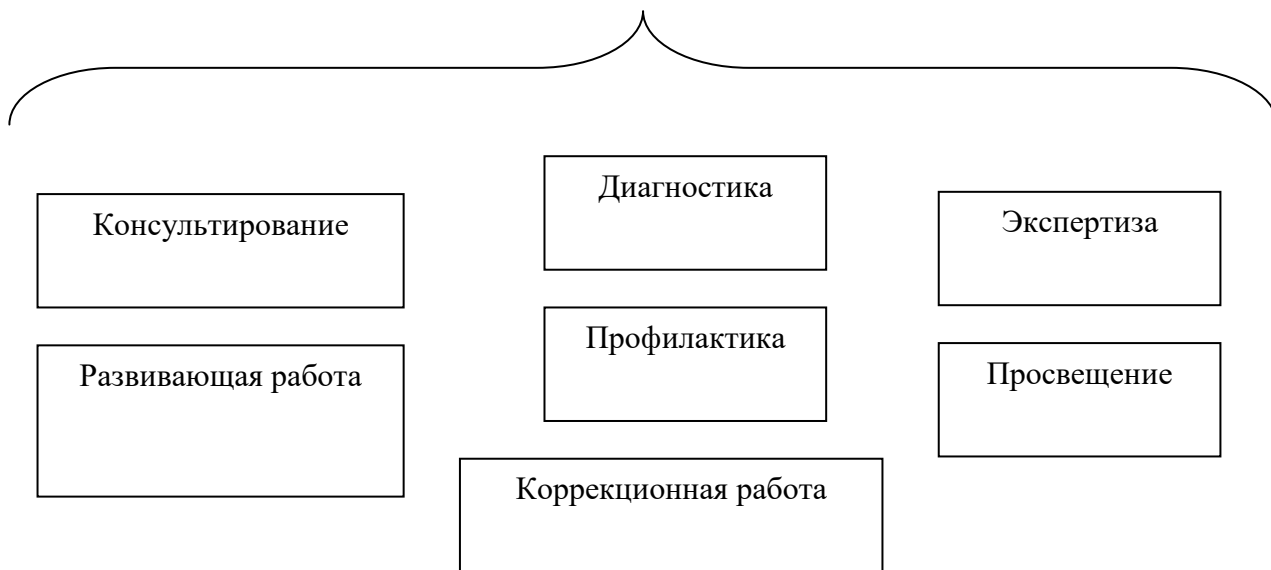 Консультирование
Диагностика
Экспертиза
Развивающая работа
Профилактика
Просвещение
Коррекционная работа